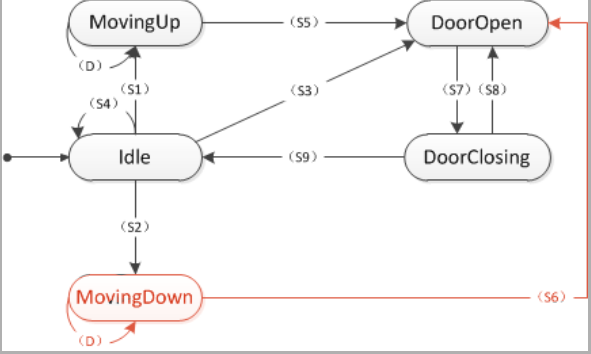 MovingUp
(S5)
DoorOpen
(D)
(S1)
(S3)
(S7)
(S8)
(S4)
Idle
(S9)
DoorClosing
(S2)
MovingDown
(S6)
(D)